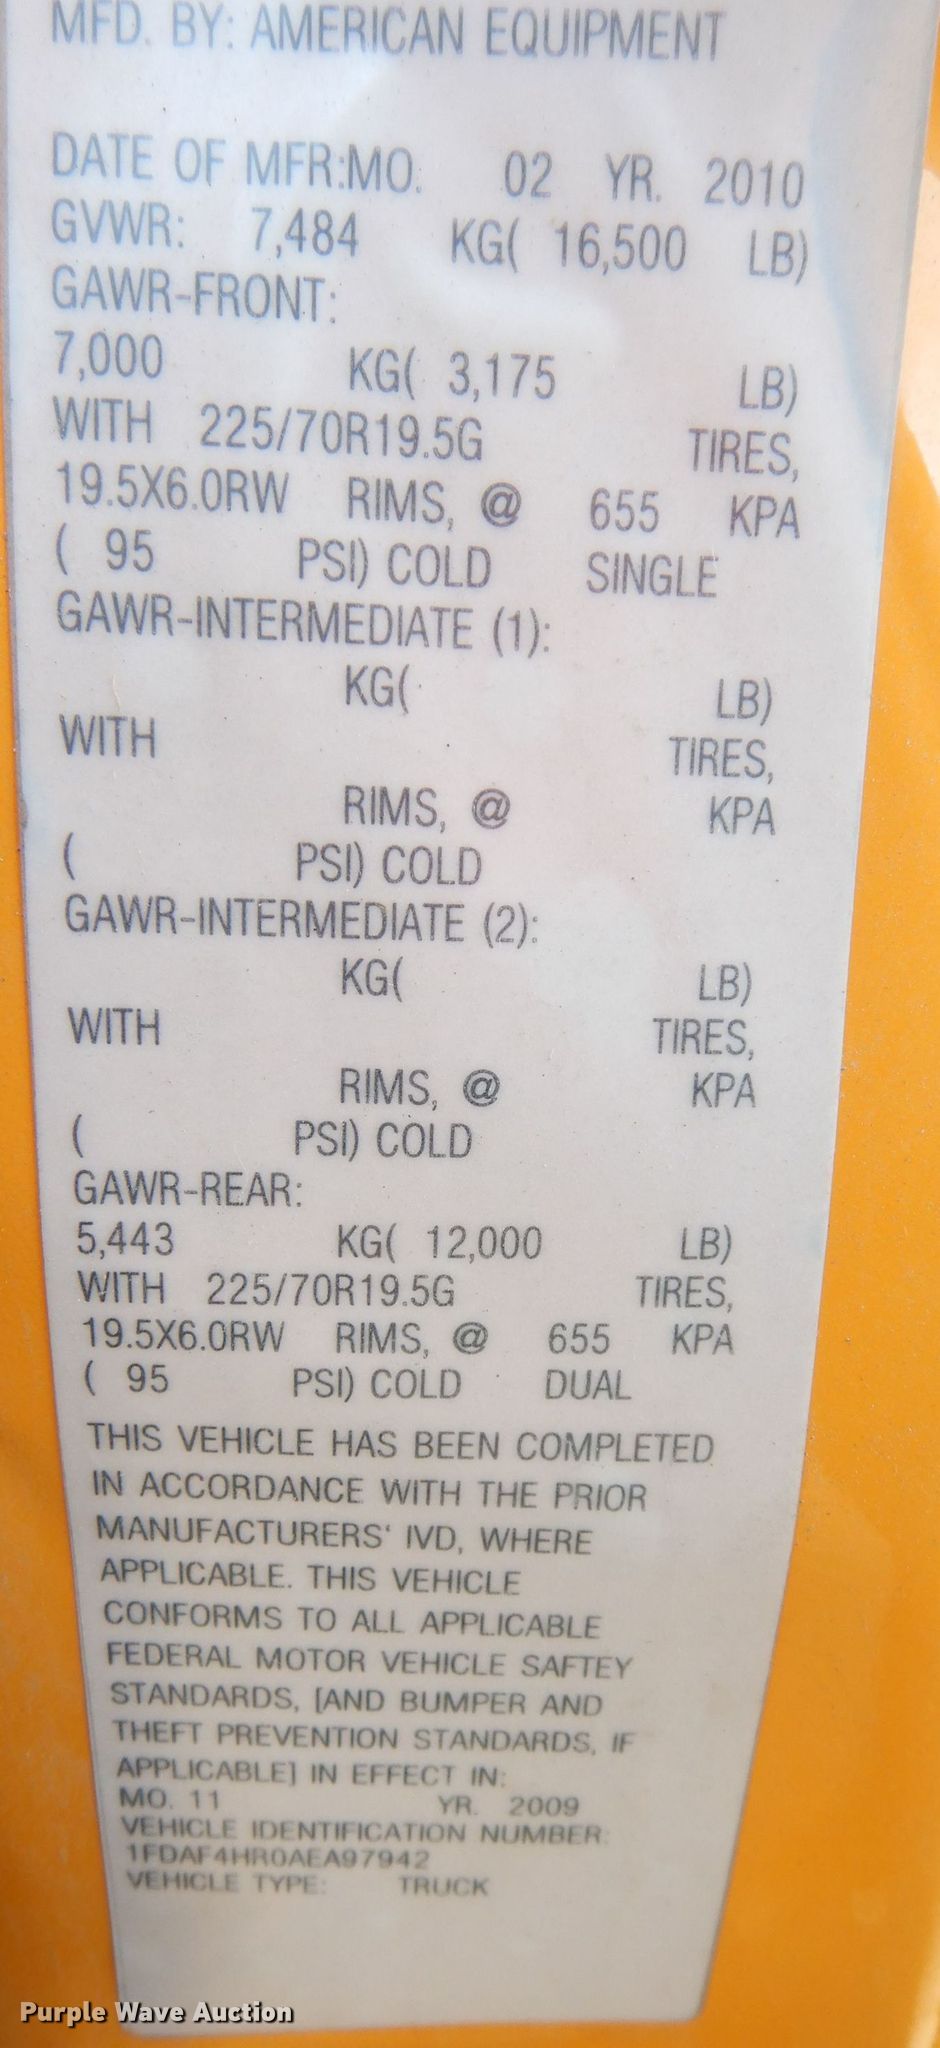 MFD. BY: AMERICAN EQUIPMENT
DATE OF MFR:MO. 02 YR. 2010
GVWR: 7,484 KG( 16,500 LB)
GAWR-FRONT:
7,000 KG( 3,175 LB)
WITH 225/70R19.5G TIRES,
19.5X6.0RW RIMS, @ 655 KPA
( 95 PSI) COLD SINGLE
GAWR-INTERMEDIATE (1):
KG( LB)
WITH TIRES,
RIMS, @ KPA
( PSI) COLD
GAWR-INTERMEDIATE (2):
KG( LB)
WITH TIRES,
RIMS, @ KPA
( PSI) COLD
GAWR-REAR:
5,443 KG( 12,000 LB)
WITH 225/70R19.5G TIRES,
19.5X6.0RW RIMS, @ 655 KPA
( 95 PSI) COLD DUAL
THIS VEHICLE HAS BEEN COMPLETED
IN ACCORDANCE WITH THE PRIOR
MANUFACTURERS' IVD, WHERE
APPLICABLE. THIS VEHICLE
CONFORMS TO ALL APPLICABLE
FEDERAL MOTOR VEHICLE SAFTEY
STANDARDS, [AND BUMPER AND
THEFT PREVENTION STANDARDS, IF
APPLICABLE] IN EFFECT IN:
MO. 11 YR. 2009
VEHICLE IDENTIFICATION NUMBER:
1FDAF4HR0AEA97942
VEHICLE TYPE: TRUCK
Purple Wave Auction